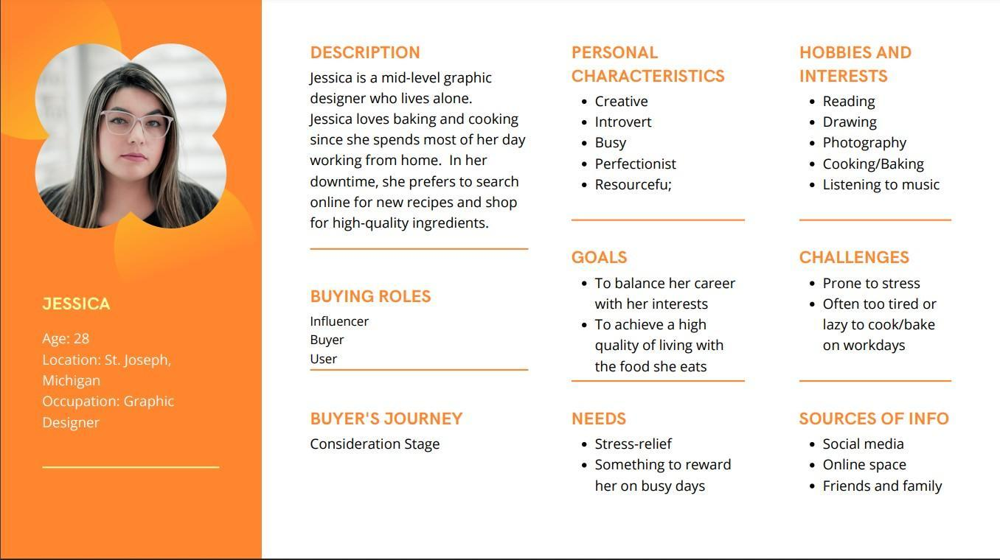 JESSICA
Age: 28
Location: St. Joseph,
Michigan
Occupation: Graphic
Designer
DESCRIPTION
Jessica is a mid-level graphic
designer who lives alone.
Jessica loves baking and cooking
since she spends most of her day
working from home.  In her
downtime, she prefers to search
online for new recipes and shop
for high-quality ingredients.
BUYING ROLES
Influencer
Buyer
User
BUYER'S JOURNEY
Consideration Stage
PERSONAL
CHARACTERISTICS
• Creative
• Introvert
• Busy
• Perfectionist
• Resourcefu;
GOALS
• To balance her career
with her interests
• To achieve a high
quality of living with
the food she eats
NEEDS
• Stress-relief
• Something to reward
her on busy days
HOBBIES AND
INTERESTS
• Reading
• Drawing
• Photography
• Cooking/Baking
• Listening to music
CHALLENGES
• Prone to stress
• Often too tired or
lazy to cook/bake
on workdays
SOURCES OF INFO
• Social media
• Online space
• Friends and family